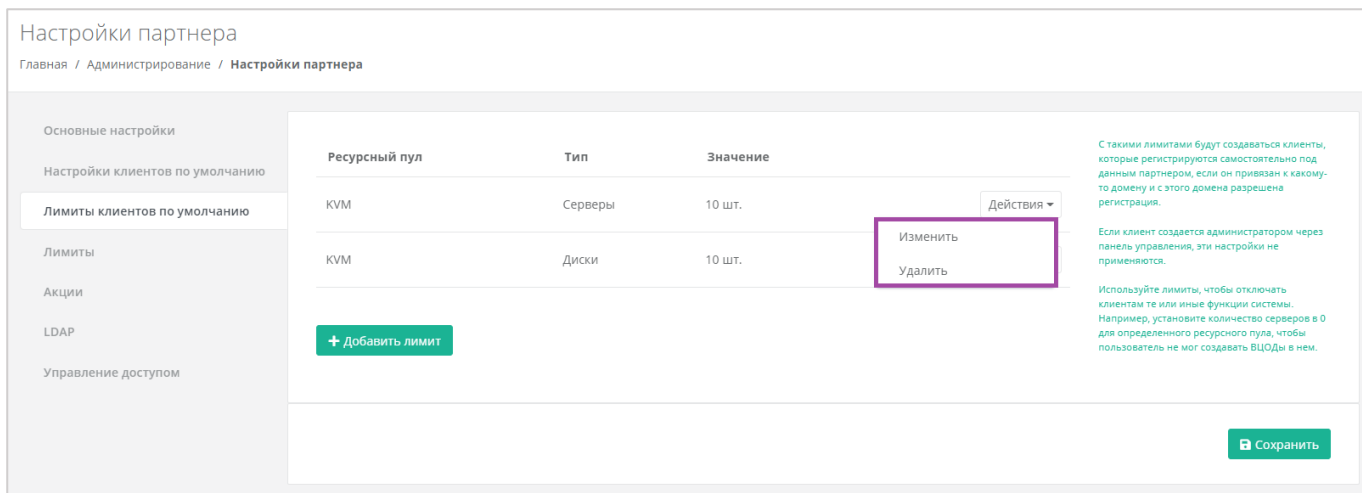 Настройки партнера
Главная / Администрирование / Настройки партнера
Основные настройки
Настройки клиентов по умолчанию
Лимиты клиентов по умолчанию
Лимиты
Акции
LDAP
Управление доступом
Ресурсный пул Тип Значение
KVM Серверы 10 шт. Действия
Изменить
Удалить
KVM Диски 10 шт.
+ Добавить лимит
С такими лимитами будут создаваться клиенты,
которые регистрируются самостоятельно под
данным партнером, если он привязан к какому-
то домену и с этого домена разрешена
регистрация.
Если клиент создается администратором через
панель управления, эти настройки не
применяются.
Используйте лимиты, чтобы отключать
клиентам те или иные функции системы.
Например, установите количество серверов в 0
для определенного ресурсного пула, чтобы
пользователь не мог создавать ВЦОДы в нем.
Сохранить